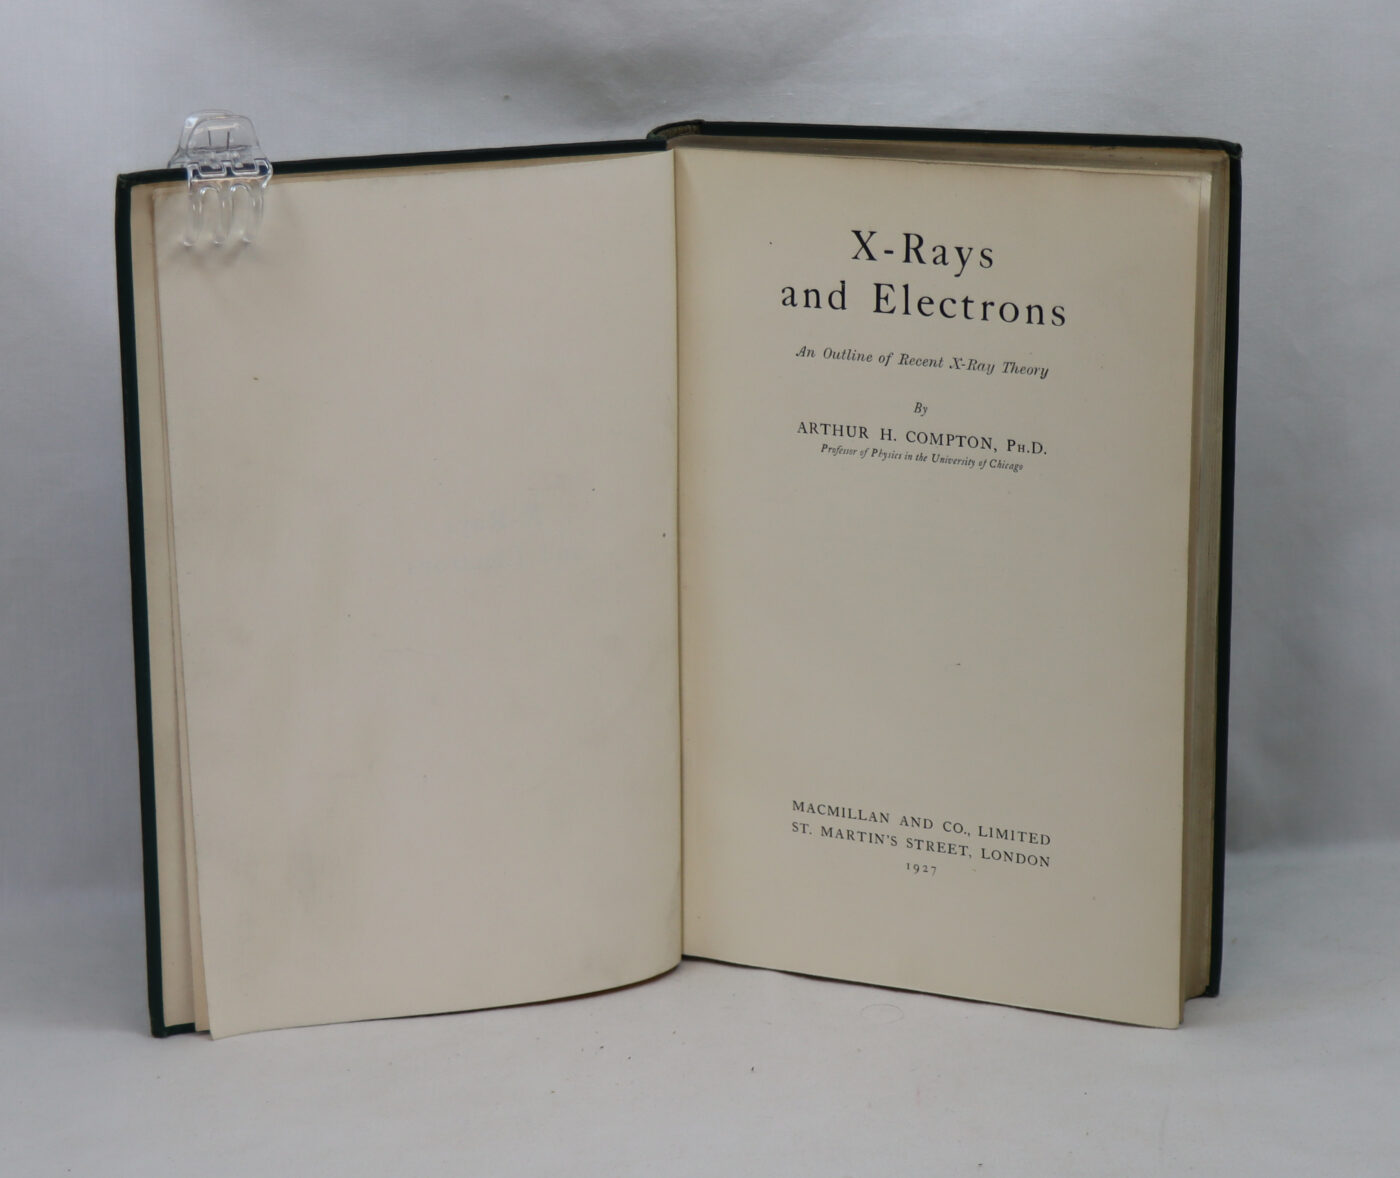 X-Rays
and Electrons
An Outline of Recent X-Ray Theory
By
ARTHUR H. COMPTON, PH.D.
Professor of Physics in the University of Chicago
MACMILLAN AND CO., LIMITED
ST. MARTIN'S STREET, LONDON
1927